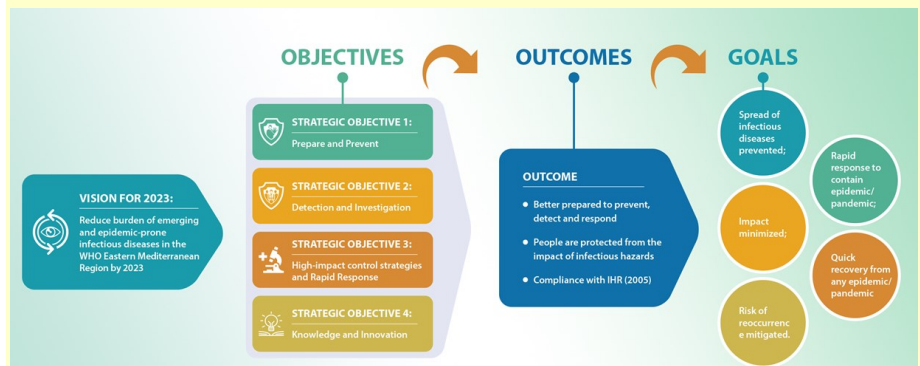 OBJECTIVES
OUTCOMES
GOALS
VISION FOR 2023:
Reduce burden of emerging
and epidemic-prone
infectious diseases in the
WHO Eastern Mediterranean
Region by 2023
STRATEGIC OBJECTIVE 1:
Prepare and Prevent
STRATEGIC OBJECTIVE 2:
Detection and Investigation
STRATEGIC OBJECTIVE 3:
High-impact control strategies
and Rapid Response
STRATEGIC OBJECTIVE 4:
Knowledge and Innovation
OUTCOME
• Better prepared to prevent,
detect and respond
• People are protected from the
impact of infectious hazards
• Compliance with IHR (2005)
Spread of
infectious
diseases
prevented;
Rapid
response to
contain
epidemic/
pandemic;
Impact
minimized;
Quick
recovery from
any epidemic/
pandemic
Risk of
reoccurrenc
e mitigated.